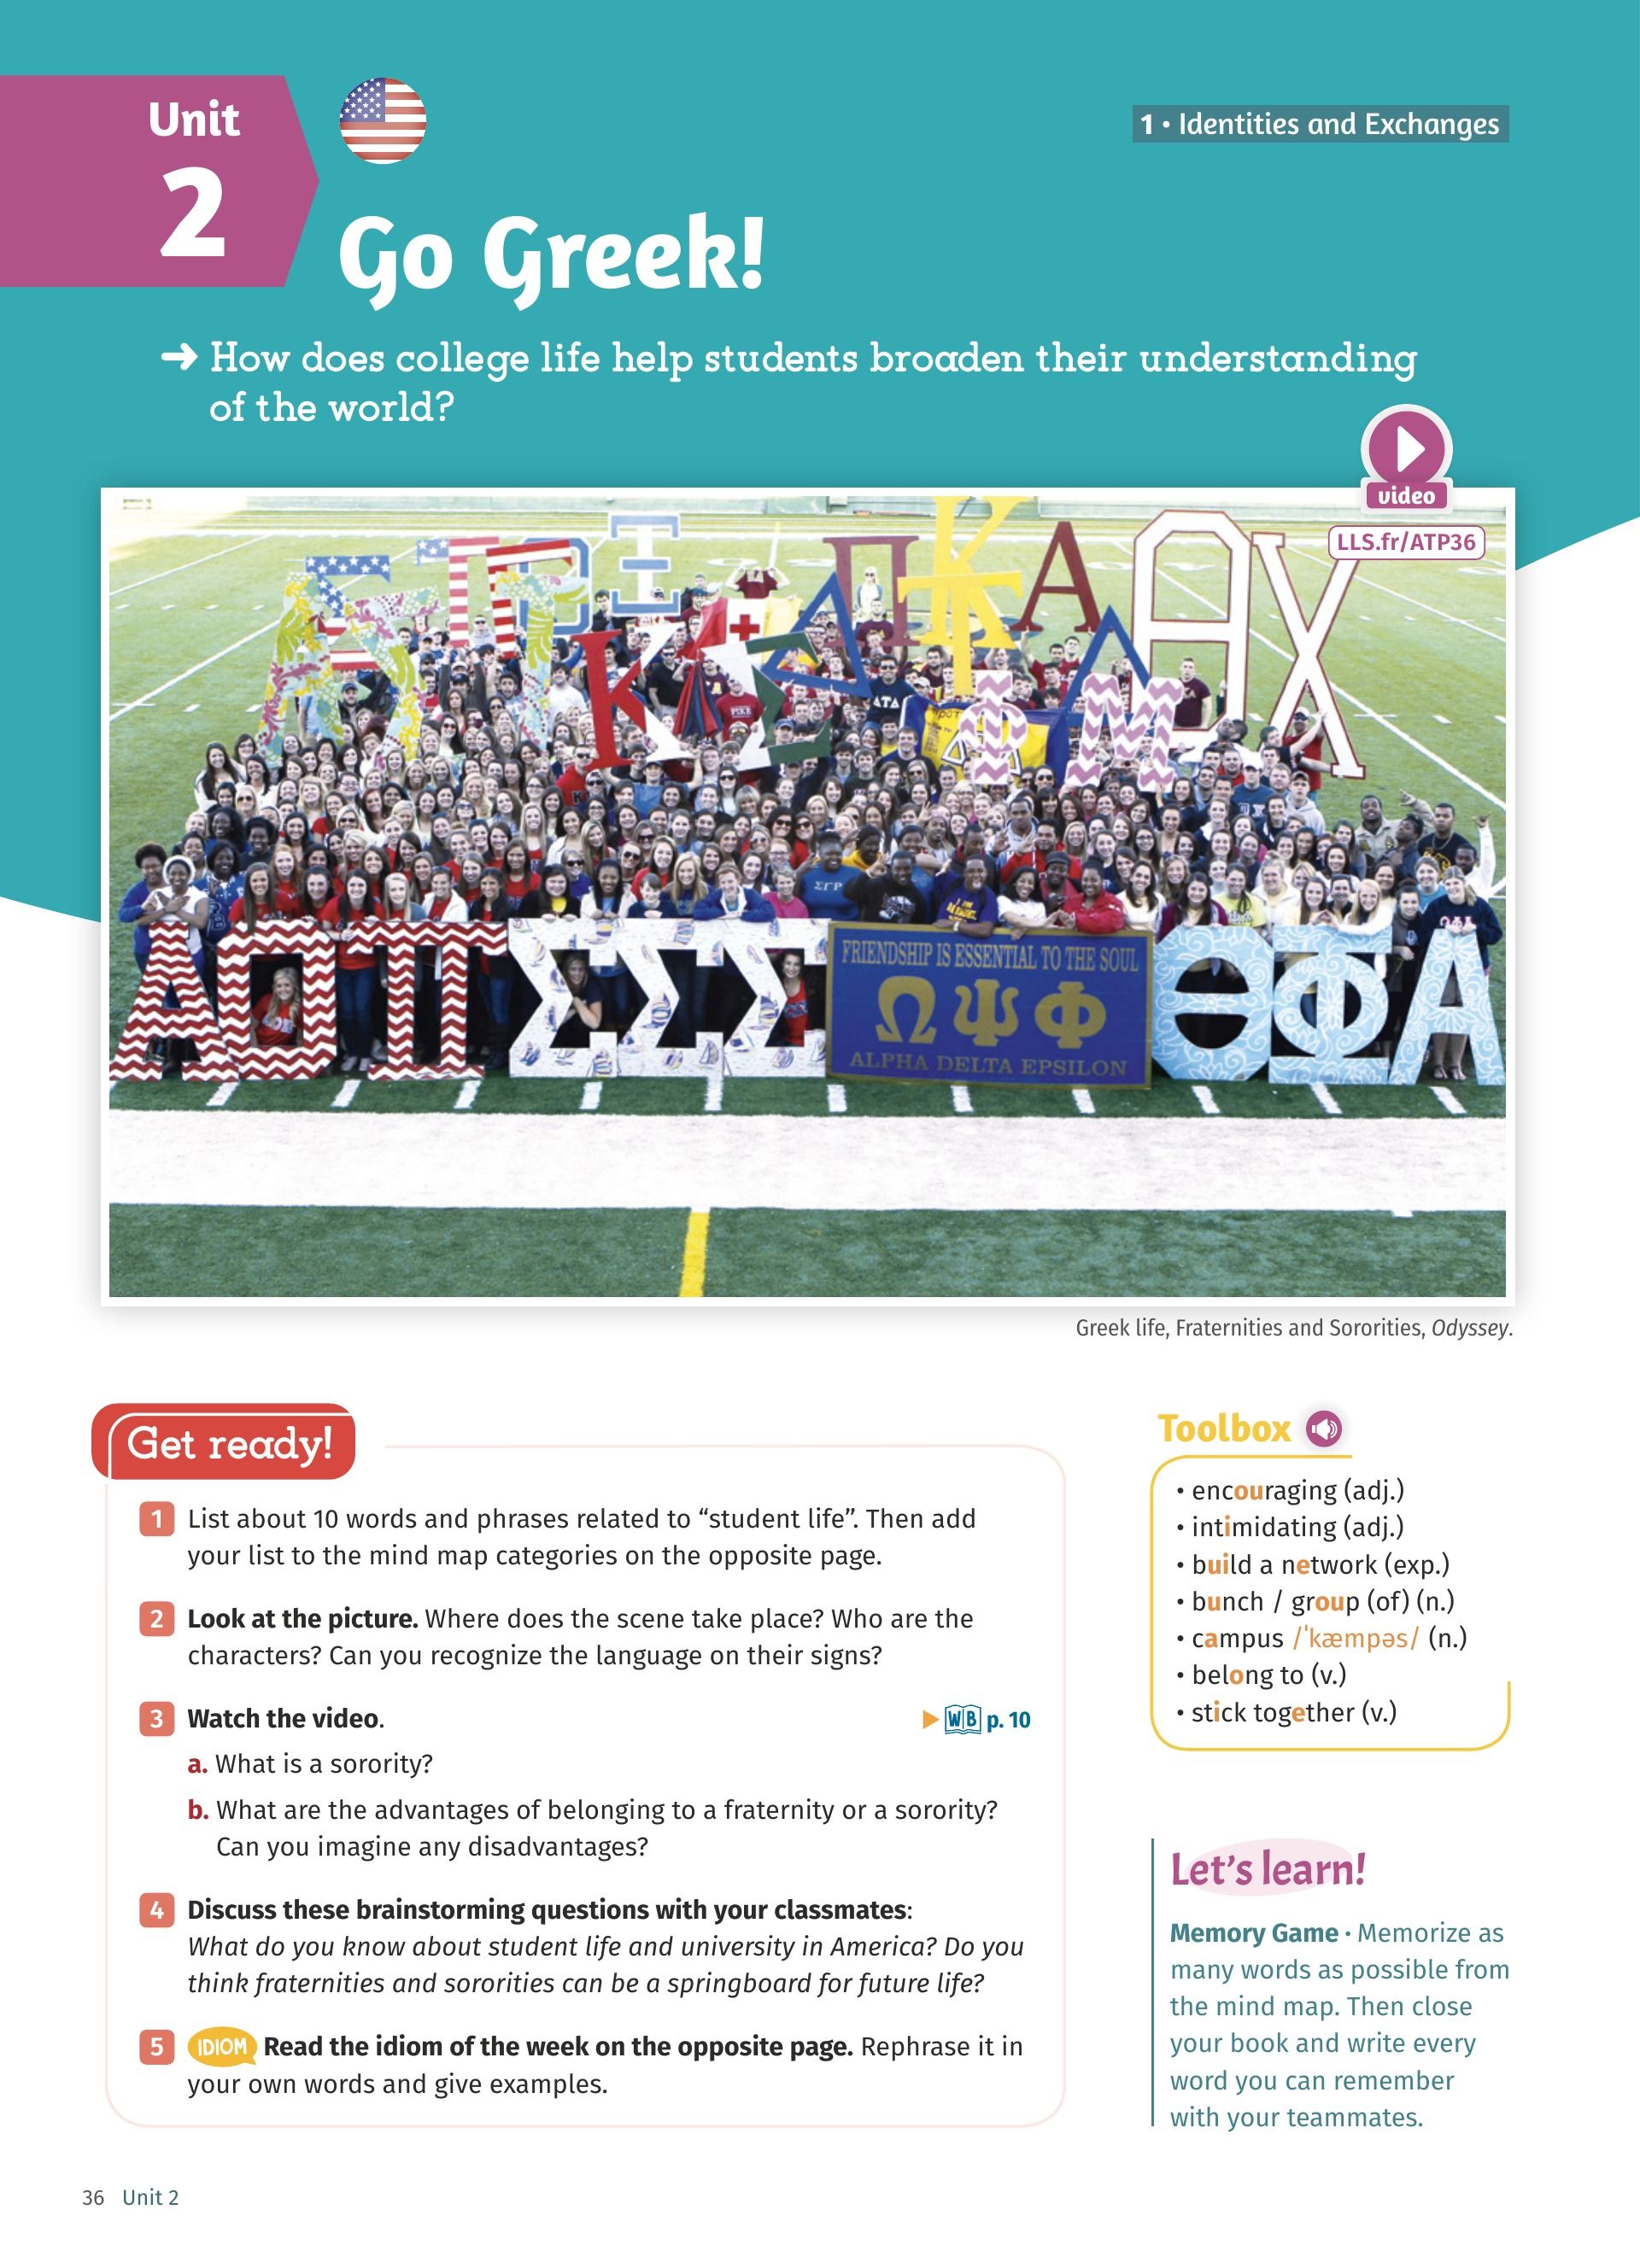 Unit
2
1 • Identities and Exchanges
Go Greek!
➜ How does college life help students broaden their understanding
of the world?
video
LLS.fr/ATP36
Ξ
Κ
Π
Κ
Α
Δ
Θ Χ
Κ Σ
ΔΤΔ
PIKE
Φ Μ
ΣΓΡ
ΑΟΠ
ΣΣΣ
FRIENDSHIP IS ESSENTIAL TO THE SOUL
ΩΨΦ
ALPHA DELTA EPSILON
ΘΦΑ
Greek life, Fraternities and Sororities, Odyssey.
Get ready!
1 List about 10 words and phrases related to “student life”. Then add
your list to the mind map categories on the opposite page.
2 Look at the picture. Where does the scene take place? Who are the
characters? Can you recognize the language on their signs?
3 Watch the video. ▶ WB p. 10
a. What is a sorority?
b. What are the advantages of belonging to a fraternity or a sorority?
Can you imagine any disadvantages?
4 Discuss these brainstorming questions with your classmates:
What do you know about student life and university in America? Do you
think fraternities and sororities can be a springboard for future life?
5 IDIOM Read the idiom of the week on the opposite page. Rephrase it in
your own words and give examples.
Toolbox
• encouraging (adj.)
• intimidating (adj.)
• build a network (exp.)
• bunch / group (of) (n.)
• campus /ˈkæmpəs/ (n.)
• belong to (v.)
• stick together (v.)
Let’s learn!
Memory Game • Memorize as
many words as possible from
the mind map. Then close
your book and write every
word you can remember
with your teammates.
36 Unit 2